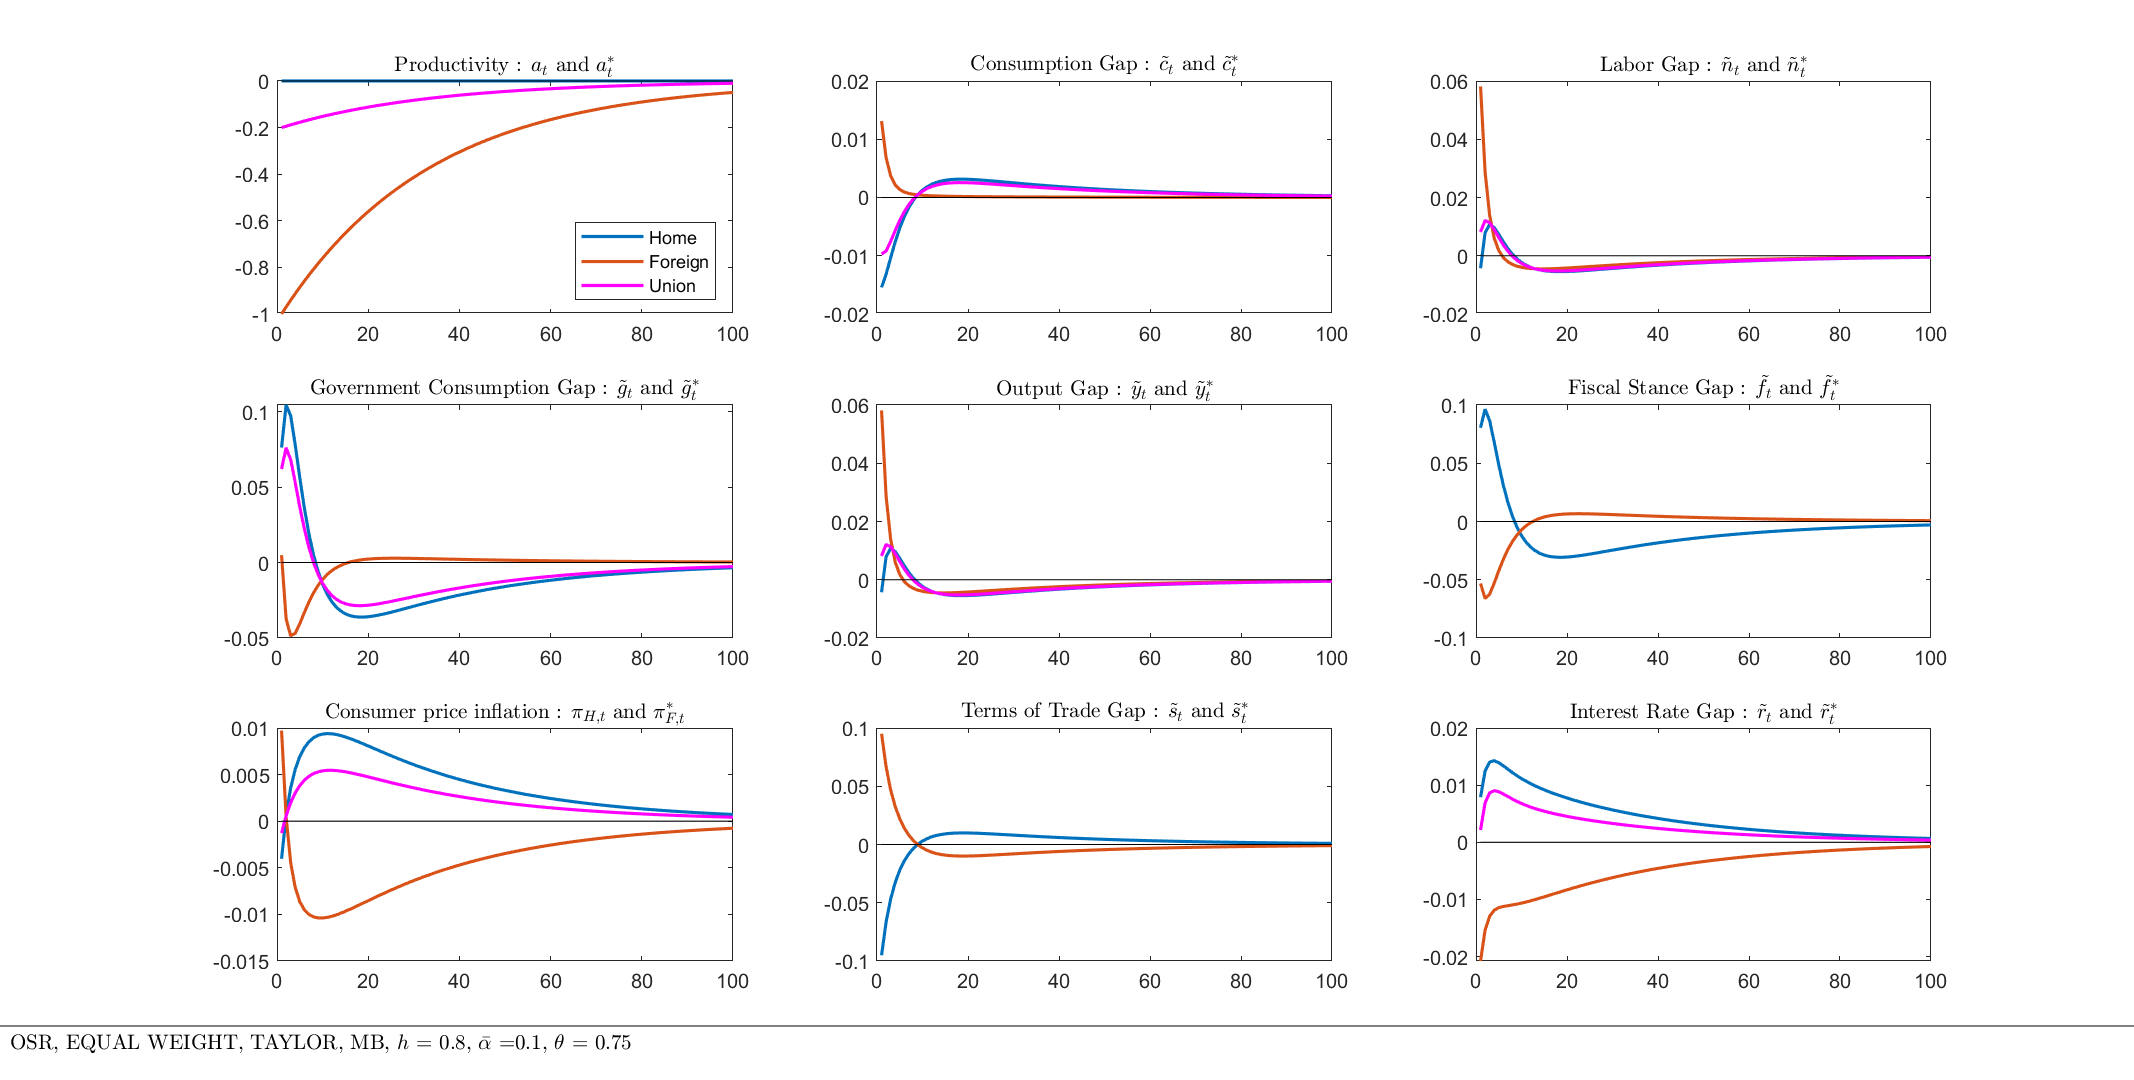 Productivity : a_t and a_t^*
0
-0.2
-0.4
-0.6
-0.8
-1
0 20 40 60 80 100
Home
Foreign
Union
Consumption Gap : c̃_t and c̃_t^*
0.02
0.01
0
-0.01
-0.02
0 20 40 60 80 100
Labor Gap : ñ_t and ñ_t^*
0.06
0.04
0.02
0
-0.02
0 20 40 60 80 100
Government Consumption Gap : g̃_t and g̃_t^*
0.1
0.05
0
-0.05
0 20 40 60 80 100
Output Gap : ỹ_t and ỹ_t^*
0.06
0.04
0.02
0
-0.02
0 20 40 60 80 100
Fiscal Stance Gap : f̃_t and f̃_t^*
0.1
0.05
0
-0.05
-0.1
0 20 40 60 80 100
Consumer price inflation : π_{H,t} and π_{F,t}^*
0.01
0.005
0
-0.005
-0.01
-0.015
0 20 40 60 80 100
Terms of Trade Gap : s̃_t and s̃_t^*
0.1
0.05
0
-0.05
-0.1
0 20 40 60 80 100
Interest Rate Gap : r̃_t and r̃_t^*
0.02
0.01
0
-0.01
-0.02
0 20 40 60 80 100
OSR, EQUAL WEIGHT, TAYLOR, MB, h = 0.8, ᾱ =0.1, θ = 0.75